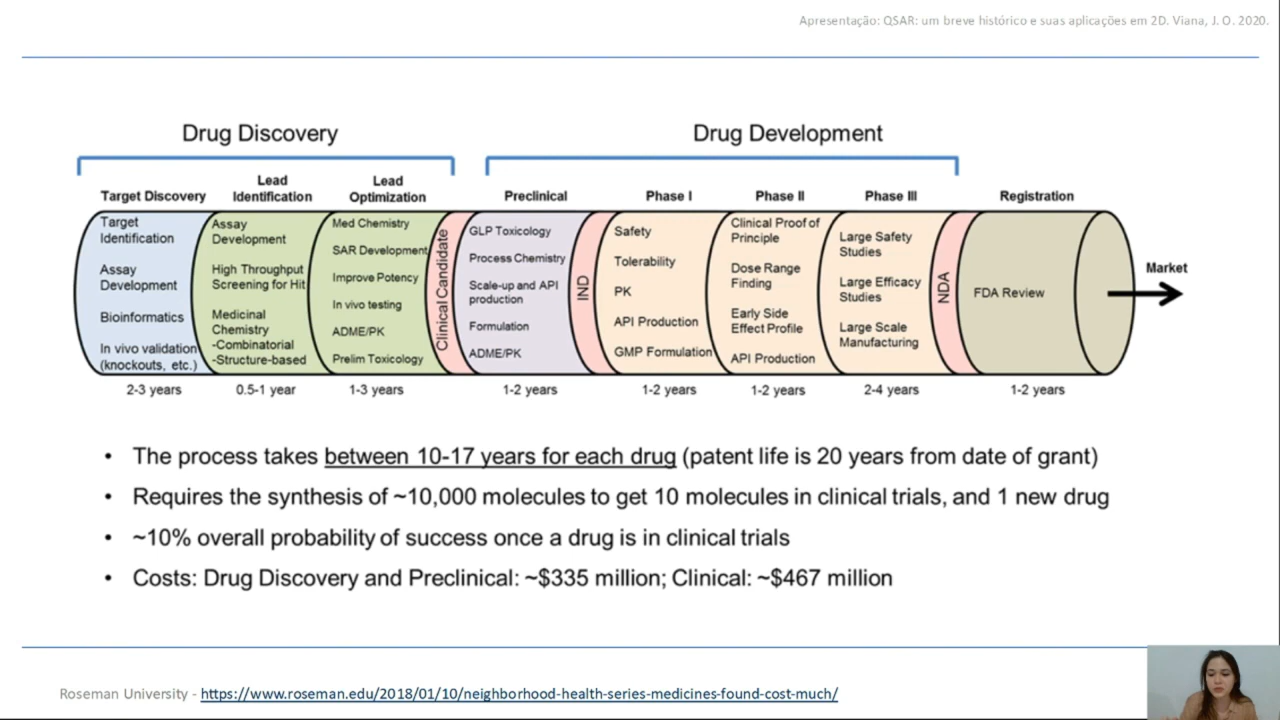 Apresentação: QSAR: um breve histórico e suas aplicações em 2D. Viana, J. O. 2020.
Drug Discovery
Drug Development
Target Discovery
Lead
Identification
Lead
Optimization
Preclinical
Phase I
Phase II
Phase III
Registration
Target
Identification
Assay
Development
Bioinformatics
In vivo validation
(knockouts, etc.)
Assay
Development
High Throughput
Screening for Hit
Medicinal
Chemistry
-Combinatorial
-Structure-based
Med Chemistry
SAR Development
Improve Potency
In vivo testing
ADME/PK
Prelim Toxicology
Clinical Candidate
GLP Toxicology
Process Chemistry
Scale-up and API
production
Formulation
ADME/PK
IND
Safety
Tolerability
PK
API Production
GMP Formulation
Clinical Proof of
Principle
Dose Range
Finding
Early Side
Effect Profile
API Production
Large Safety
Studies
Large Efficacy
Studies
Large Scale
Manufacturing
NDA
FDA Review
Market
2-3 years
0.5-1 year
1-3 years
1-2 years
1-2 years
1-2 years
2-4 years
1-2 years
• The process takes between 10-17 years for each drug (patent life is 20 years from date of grant)
• Requires the synthesis of ~10,000 molecules to get 10 molecules in clinical trials, and 1 new drug
• ~10% overall probability of success once a drug is in clinical trials
• Costs: Drug Discovery and Preclinical: ~$335 million; Clinical: ~$467 million
Roseman University - https://www.roseman.edu/2018/01/10/neighborhood-health-series-medicines-found-cost-much/